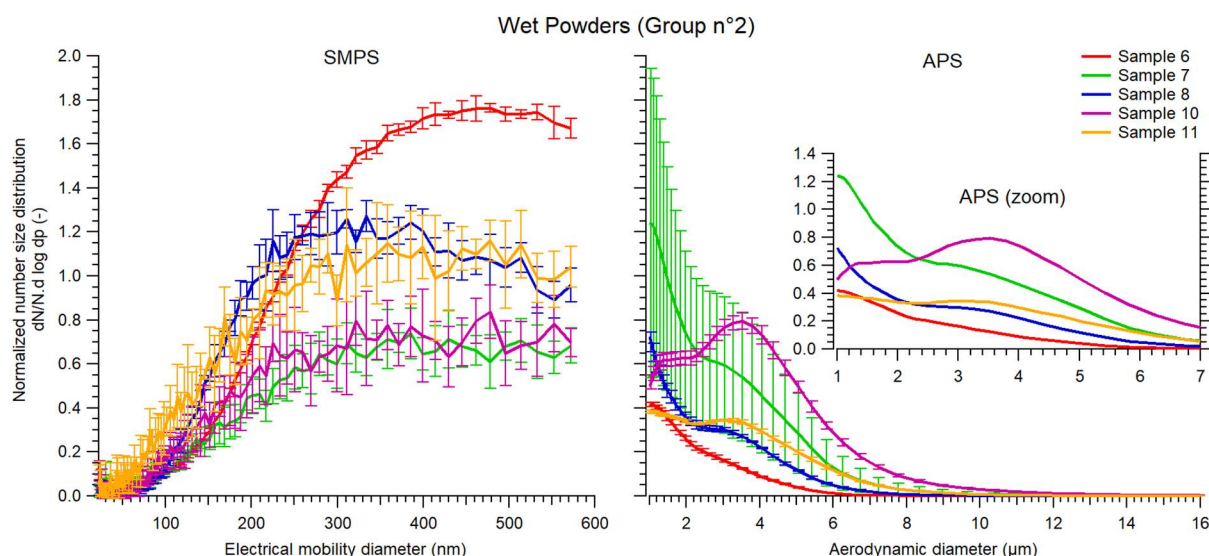 Wet Powders (Group n°2)
SMPS
APS
Sample 6
Sample 7
Sample 8
Sample 10
Sample 11
APS (zoom)
Normalized number size distribution
dN/N.d log dp (-)
2.0
1.8
1.6
1.4
1.2
1.0
0.8
0.6
0.4
0.2
0.0
100 200 300 400 500 600
Electrical mobility diameter (nm)
1.4
1.2
1.0
0.8
0.6
0.4
0.2
0.0
1 2 3 4 5 6 7
2 4 6 8 10 12 14 16
Aerodynamic diameter (µm)